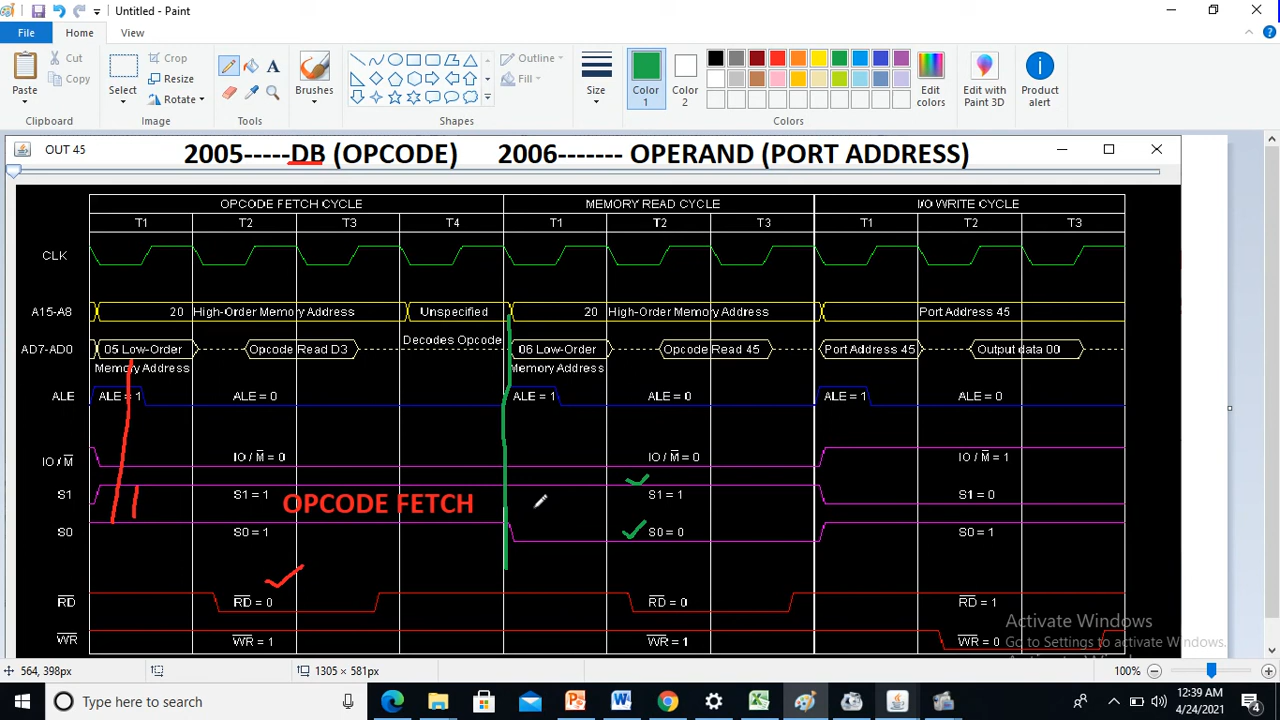 Untitled - Paint
File Home View
Paste
Cut
Copy
Clipboard
Select
Crop
Resize
Rotate
Image
Tools
Brushes
Shapes
Outline
Fill
Size
Color 1
Color 2
Edit colors
Colors
Edit with Paint 3D
Product alert
OUT 45
2005-----DB (OPCODE) 2006------- OPERAND (PORT ADDRESS)
OPCODE FETCH CYCLE MEMORY READ CYCLE I/O WRITE CYCLE
T1 T2 T3 T4 T1 T2 T3 T1 T2 T3
CLK
A15-A8 20 High-Order Memory Address Unspecified 20 High-Order Memory Address Port Address 45
AD7-AD0 05 Low-Order Memory Address Opcode Read D3 Decodes Opcode 06 Low-Order Memory Address Opcode Read 45 Port Address 45 Output data 00
ALE ALE = 1 ALE = 0 ALE = 1 ALE = 0 ALE = 1 ALE = 0
IO / M̅ IO / M̅ = 0 IO / M̅ = 0 IO / M̅ = 1
S1 S1 = 1 OPCODE FETCH S1 = 1 S1 = 0
S0 S0 = 1 S0 = 0 S0 = 1
R̅D̅ R̅D̅ = 0 R̅D̅ = 0 R̅D̅ = 1
W̅R̅ W̅R̅ = 1 W̅R̅ = 1 W̅R̅ = 0
Activate Windows
Go to Settings to activate Windows.
564, 398px 1305 × 581px 100%
Type here to search
12:39 AM
4/24/2021
4